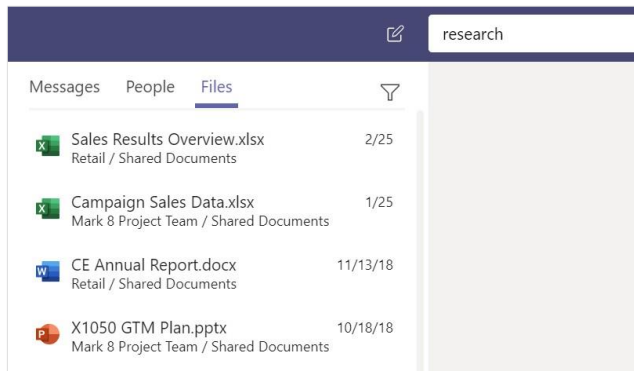 research
Messages People Files
Sales Results Overview.xlsx 2/25
Retail / Shared Documents
Campaign Sales Data.xlsx 1/25
Mark 8 Project Team / Shared Documents
CE Annual Report.docx 11/13/18
Retail / Shared Documents
X1050 GTM Plan.pptx 10/18/18
Mark 8 Project Team / Shared Documents